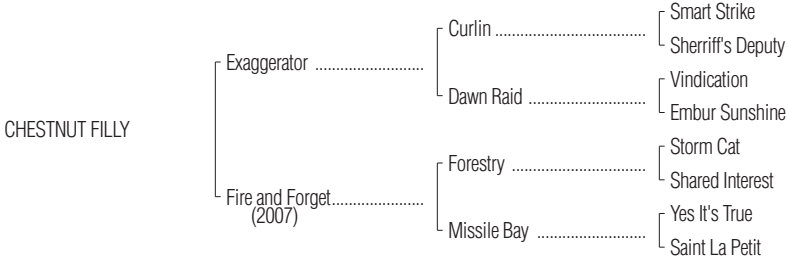 Smart Strike
Curlin ....................................
Sherriff's Deputy
Exaggerator ..........................
Vindication
Dawn Raid ............................
Embur Sunshine
CHESTNUT FILLY
Storm Cat
Forestry ................................
Shared Interest
Fire and Forget......................
(2007)
Yes It's True
Missile Bay ..........................
Saint La Petit